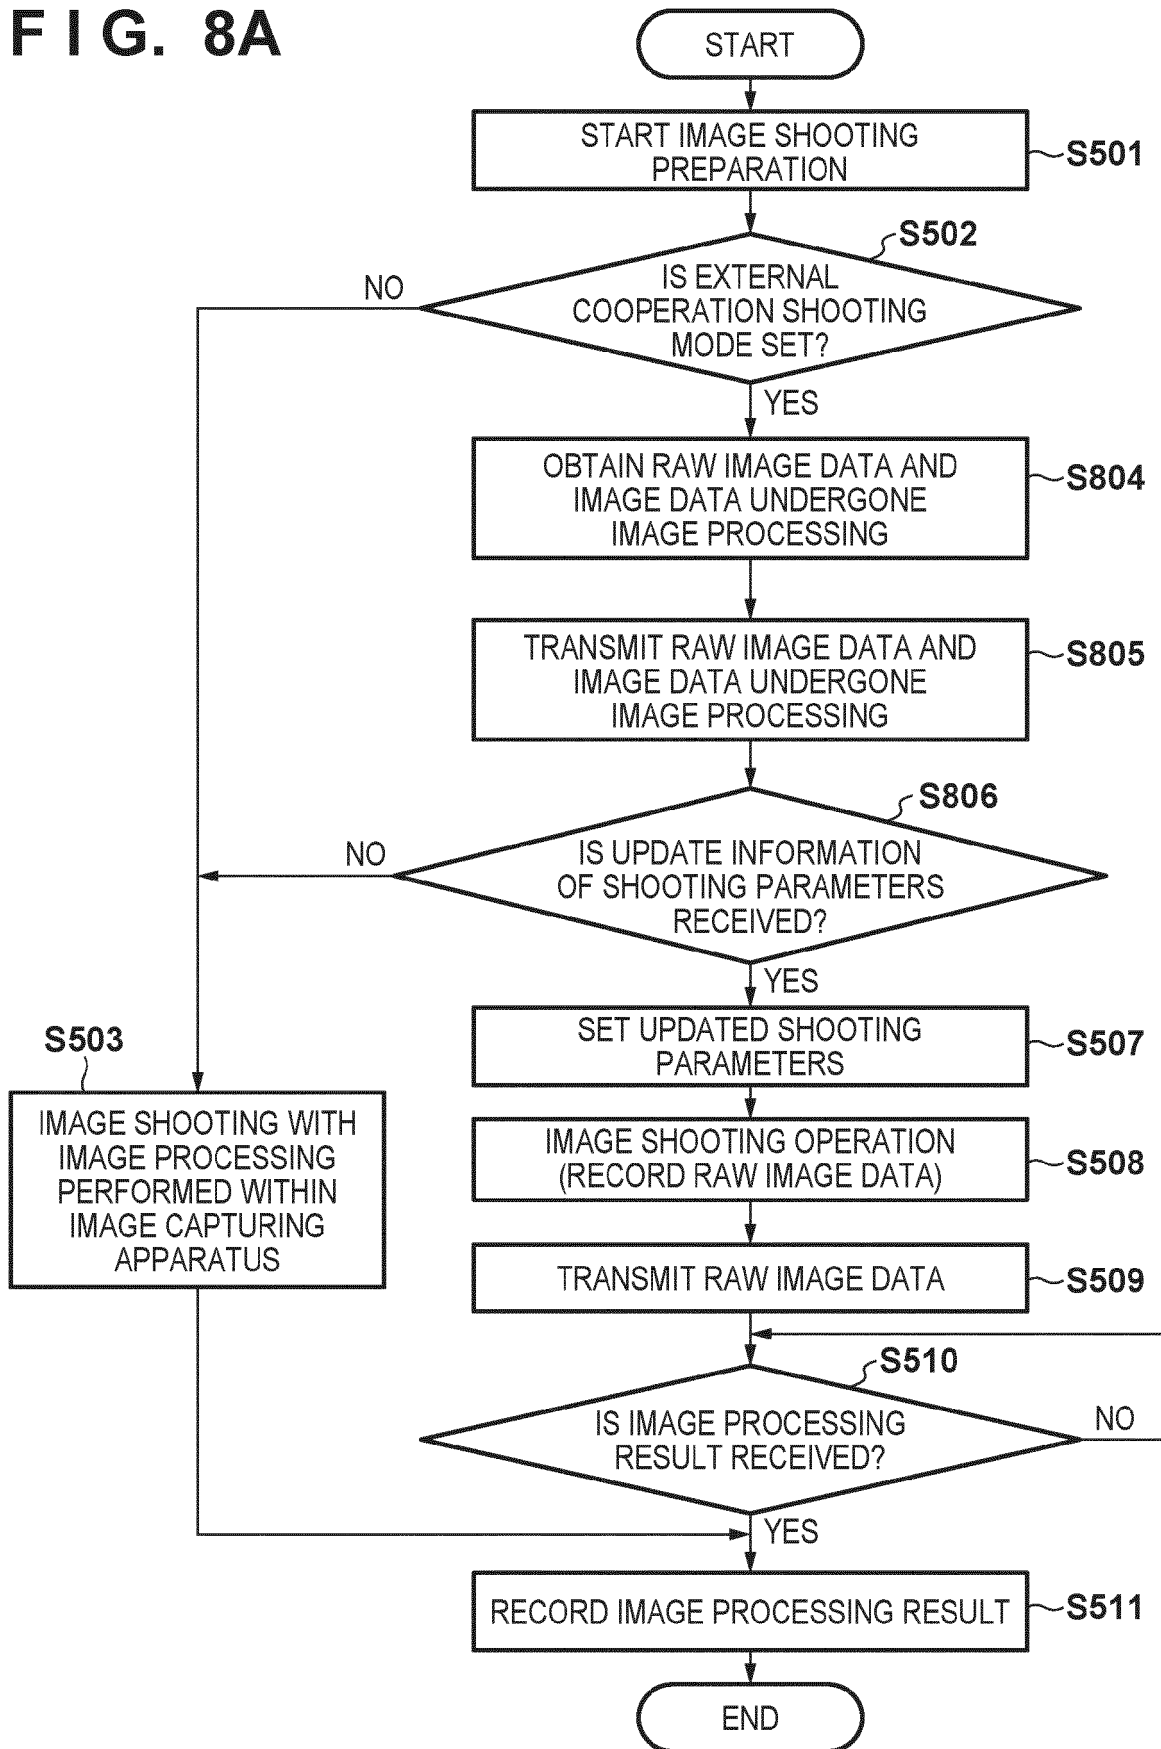 FIG. 8A
START
START IMAGE SHOOTING
PREPARATION
S501
S502
IS EXTERNAL
COOPERATION SHOOTING
MODE SET?
NO
YES
OBTAIN RAW IMAGE DATA AND
IMAGE DATA UNDERGONE
IMAGE PROCESSING
S804
TRANSMIT RAW IMAGE DATA AND
IMAGE DATA UNDERGONE
IMAGE PROCESSING
S805
S806
IS UPDATE INFORMATION
OF SHOOTING PARAMETERS
RECEIVED?
NO
YES
SET UPDATED SHOOTING
PARAMETERS
S507
S503
IMAGE SHOOTING WITH
IMAGE PROCESSING
PERFORMED WITHIN
IMAGE CAPTURING
APPARATUS
IMAGE SHOOTING OPERATION
(RECORD RAW IMAGE DATA)
S508
TRANSMIT RAW IMAGE DATA
S509
S510
IS IMAGE PROCESSING
RESULT RECEIVED?
NO
YES
RECORD IMAGE PROCESSING RESULT
S511
END